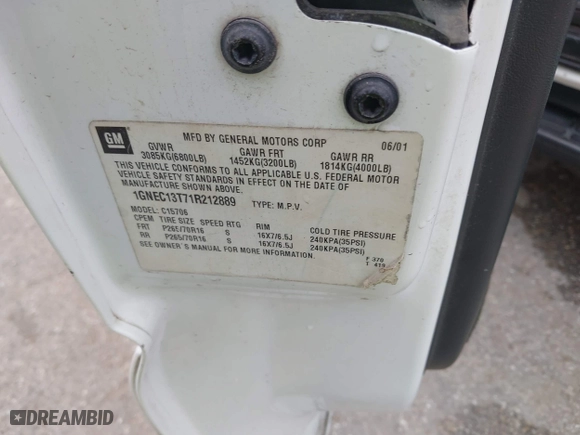 GM
MFD BY GENERAL MOTORS CORP 06/01
GVWR GAWR FRT GAWR RR
3085KG(6800LB) 1452KG(3200LB) 1814KG(4000LB)
THIS VEHICLE CONFORMS TO ALL APPLICABLE U.S. FEDERAL MOTOR
VEHICLE SAFETY STANDARDS IN EFFECT ON THE DATE OF
MANUFACTURE SHOWN ABOVE.
1GNEC13T71R212889 TYPE: M.P.V.
MODEL: C15706
CPEM TIRE SIZE SPEED RTG RIM COLD TIRE PRESSURE
FRT P265/70R16 S 16X7/6.5J 240KPA(35PSI)
RR P265/70R16 S 16X7/6.5J 240KPA(35PSI)
SEE OWNER'S MANUAL FOR MORE INFORMATION.
F 370
T 419
DREAMBID